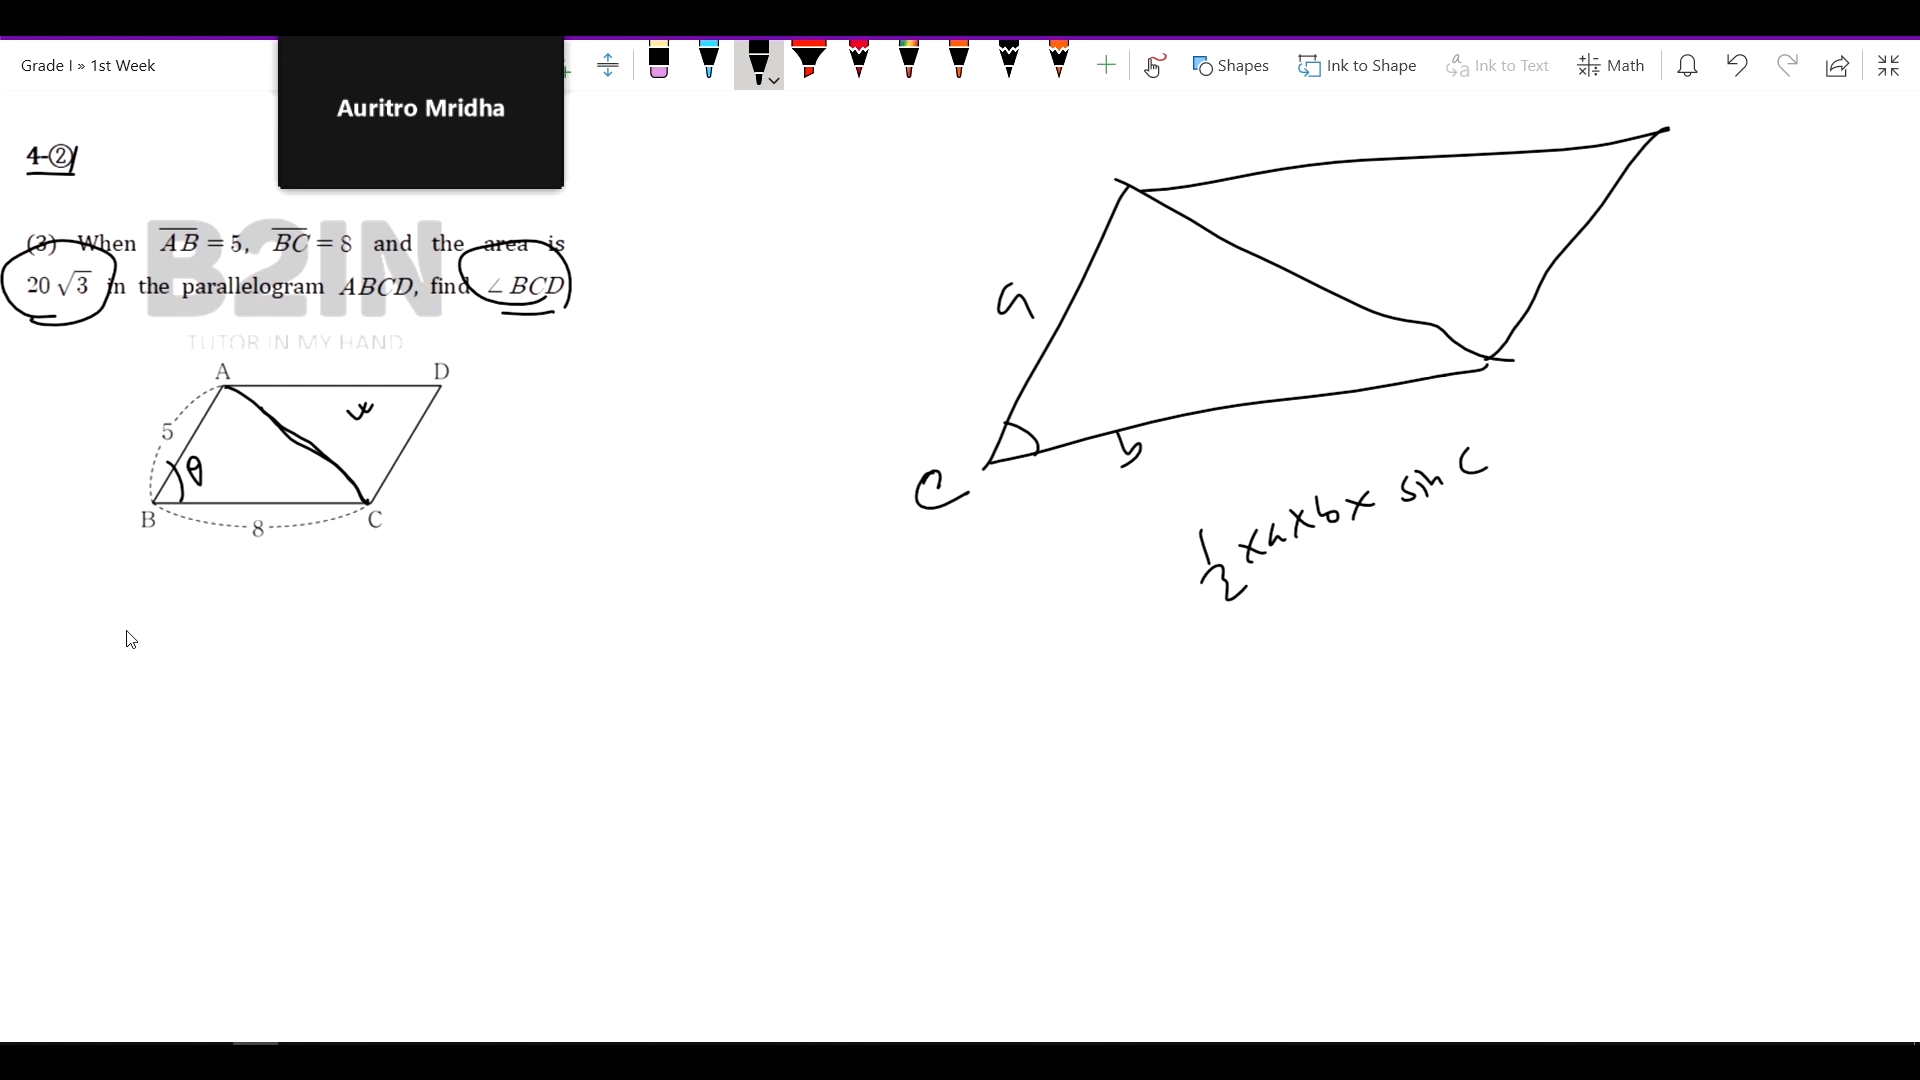 Grade I » 1st Week
Auritro Mridha
Shapes
Ink to Shape
Ink to Text
Math
4-②
(3) When AB = 5, BC = 8 and the area is
20√3 in the parallelogram ABCD, find ∠BCD
B2IN
TUTOR IN MY HAND
A D
5
θ
B C
8
a
b
C
1/2 × a × b × sin C